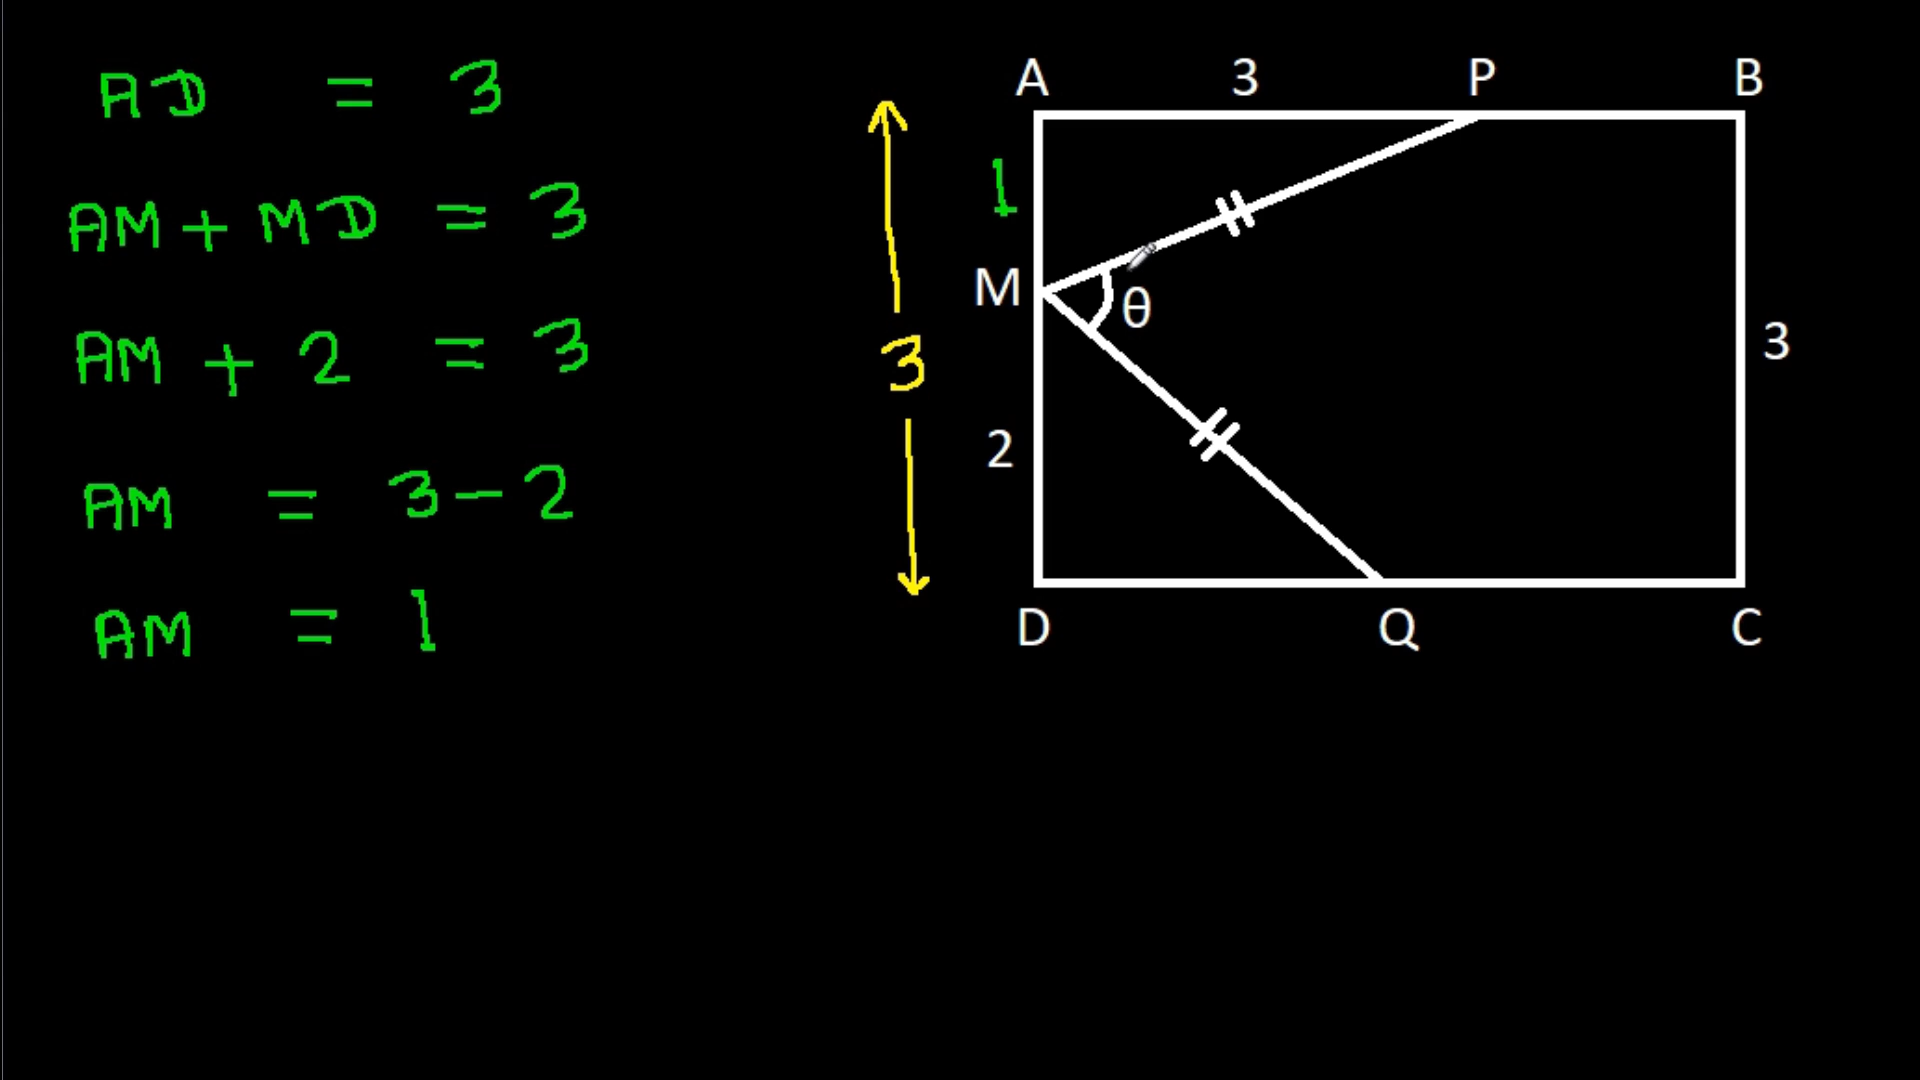 AD = 3
AM + MD = 3
AM + 2 = 3
AM = 3 - 2
AM = 1
3
A 3 P B
1
M θ
3
2
D Q C